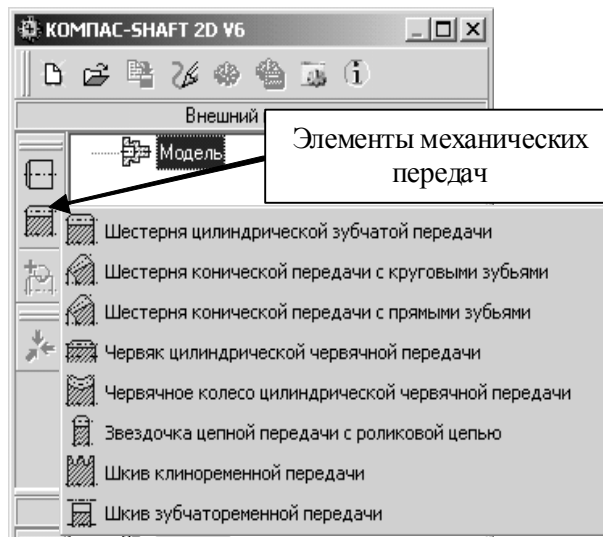 КОМПАС-SHAFT 2D V6
Внешний
Элементы механических
передач
Модель
Шестерня цилиндрической зубчатой передачи
Шестерня конической передачи с круговыми зубьями
Шестерня конической передачи с прямыми зубьями
Червяк цилиндрической червячной передачи
Червячное колесо цилиндрической червячной передачи
Звездочка цепной передачи с роликовой цепью
Шкив клиноременной передачи
Шкив зубчатоременной передачи